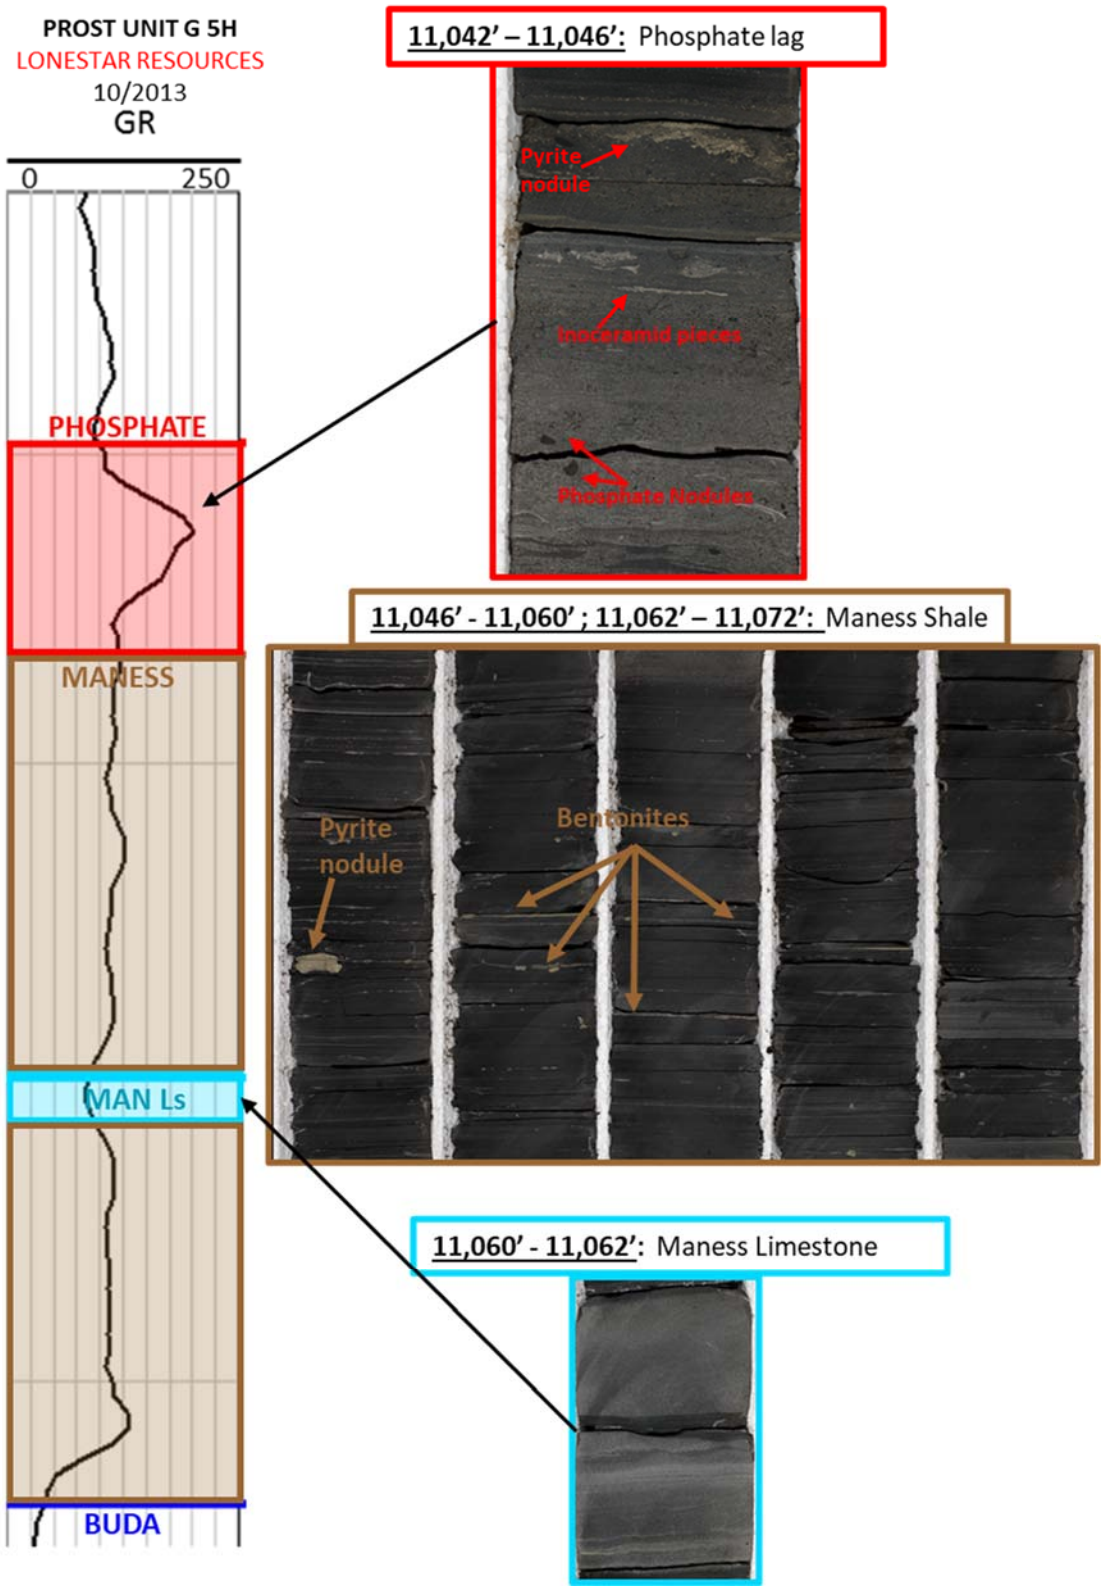 PROST UNIT G 5H
LONESTAR RESOURCES
10/2013
GR
0 250
PHOSPHATE
MANESS
MAN Ls
BUDA
11,042’ – 11,046’: Phosphate lag
Pyrite
nodule
Inoceramid pieces
Phosphate Nodules
11,046’ - 11,060’ ; 11,062’ – 11,072’: Maness Shale
Pyrite
nodule
Bentonites
11,060’ - 11,062’: Maness Limestone